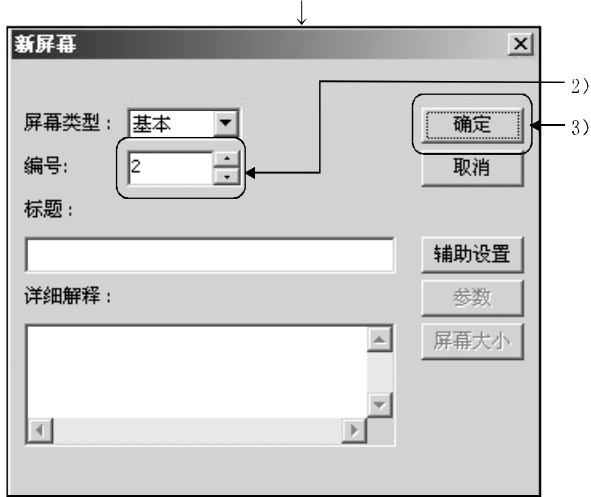 新屏幕
2)
屏幕类型： 基本 确定 3)
编号: 2 取消
标题：
辅助设置
详细解释： 参数
屏幕大小